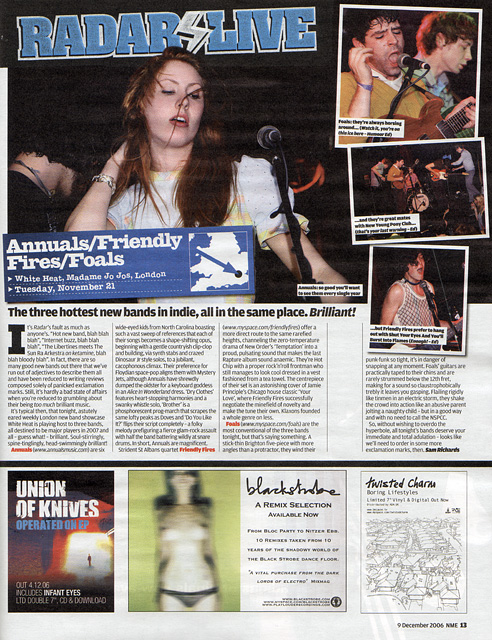 RADAR LIVE
Foals: they're always horsing
around... (Watch it, you're on
thin ice here - Humour Ed)
...and they're great mates
with New Young Pony Club...
(that's your last warning - Ed)
Annuals: so good you'll want
to see them every single year
...but Friendly Fires prefer to hang
out with Shut Your Eyes And You'll
Burst Into Flames (Enough! - Ed)
Annuals/Friendly
Fires/Foals
White Heat, Madame Jo Jos, London
Tuesday, November 21
The three hottest new bands in indie, all in the same place. Brilliant!
It's Radar's fault as much as
anyone's. "Hot new band, blah blah
blah", "Internet buzz, blah blah
blah", "The Libertines meets The
Sun Ra Arkestra on ketamine, blah
blah bloody blah". In fact, there are so
many good new bands out there that we've
run out of adjectives to describe them all
and have been reduced to writing reviews
composed solely of panicked exclamation
marks. Still, it's hardly a bad state of affairs
when you're reduced to grumbling about
their being too much brilliant music.
It's typical then, that tonight, astutely
eared weekly London new band showcase
White Heat is playing host to three bands,
all destined to be major players in 2007 and
all - guess what? - brilliant. Soul-stirringly,
spine-tinglingly, head-swimmingly brilliant!
Annuals (www.annualsmusic) are six
wide-eyed kids from North Carolina boasting
such a vast sweep of references that each of
their songs becomes a shape-shifting opus,
beginning with a gentle countryish clip-clop
and building, via synth stabs and crazed
Dinosaur Jr-style solos, to a jubilant,
cacophonous climax. Their preference for
Floydian space-pop aligns them with Mystery
Jets, although Annuals have shrewdly
dumped the oldster for a keyboard goddess
in an Alice In Wonderland dress. 'Dry Clothes'
features heart-stopping harmonies and a
swanky whistle solo, 'Brother' is a
phosphorescent prog-march that scrapes the
same lofty peaks as Doves and 'Do You Like
It?' flips their script completely - a folky
melody prefiguring a fierce glam-rock assault
with half the band battering wildly at snare
drums. In short, Annuals are magnificent.
Strident St Albans quartet Friendly Fires
(www.myspace.com/friendlyfires) offer a
more direct route to the same rarefied
heights, channeling the zero-temperature
drama of New Order's 'Temptation' into a
proud, pulsating sound that makes the last
Rapture album sound anaemic. They're Hot
Chip with a proper rock'n'roll frontman who
still manages to look cool dressed in a vest
fashioned from a tea towel. The centrepiece
of their set is an astonishing cover of Jamie
Principle's Chicago house classic 'Your
Love', where Friendly Fires successfully
negotiate the minefield of novelty and
make the tune their own. Klaxons founded
a whole genre on less.
Foals (www.myspace.com/foals) are the
most conventional of the three bands
tonight, but that's saying something. A
stick-thin Brighton five-piece with more
angles than a protractor, they wind their
punk-funk so tight, it's in danger of
snapping at any moment. Foals' guitars
are practically taped to their chins and are
rarely strummed below the 12th fret,
making for a sound so claustrophobically
trebly it leaves you gasping. Flailing rapidly,
like tinmen in an electric storm, they shake
the crowd into action like an abusive parent
jolting a naughty child - but in a good way
and with no need to call the NSPCC.
So, without wishing to overdo the
hyperbole, all tonight's bands deserve your
immediate and total adulation - looks like
we'll need to order in some more
exclamation marks, then. Sam Richards
UNION
OF KNIVES
OPERATED ON EP
OUT 4.12.06
INCLUDES INFANT EYES
LTD DOUBLE 7", CD & DOWNLOAD
blackstrobe
A REMIX SELECTION
AVAILABLE NOW
FROM BLOC PARTY TO NITZER EBB.
10 REMIXES TAKEN FROM 10
YEARS OF THE SHADOWY WORLD OF
THE BLACK STROBE DANCE FLOOR.
"A VITAL PURCHASE FROM THE DARK
LORDS OF ELECTRO" MIXMAG
WWW.BLACKSTROBE.COM
WWW.MYSPACE.COM/BLACKSTROBE
WWW.PLAYLOUDERRECORDINGS.COM
Twisted Charm
Boring Lifestyles
Limited 7" Vinyl & Digital Out Now
9 December 2006 NME 13